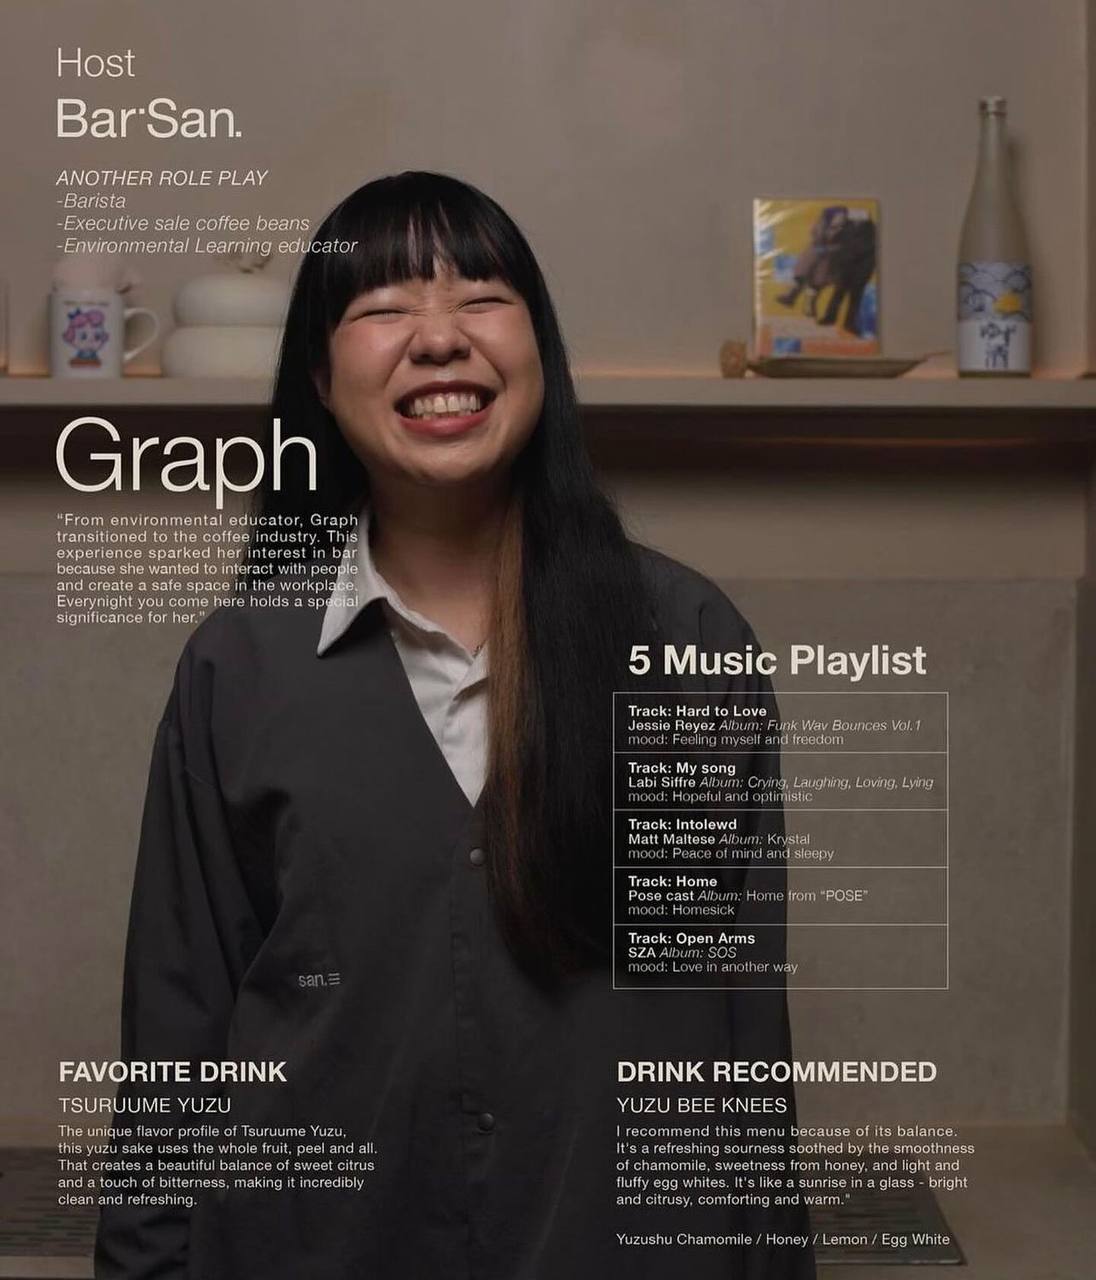 Host
Bar·San.
ANOTHER ROLE PLAY
-Barista
-Executive sale coffee beans
-Environmental Learning educator
Graph
“From environmental educator, Graph
transitioned to the coffee industry. This
experience sparked her interest in bar
because she wanted to interact with people
and create a safe space in the workplace.
Everynight you come here holds a special
significance for her.”
ゆず
酒
5 Music Playlist
Track: Hard to Love
Jessie Reyez Album: Funk Wav Bounces Vol.1
mood: Feeling myself and freedom
Track: My song
Labi Siffre Album: Crying, Laughing, Loving, Lying
mood: Hopeful and optimistic
Track: Intolewd
Matt Maltese Album: Krystal
mood: Peace of mind and sleepy
Track: Home
Pose cast Album: Home from “POSE”
mood: Homesick
Track: Open Arms
SZA Album: SOS
mood: Love in another way
san.
FAVORITE DRINK
TSURUUME YUZU
The unique flavor profile of Tsuruume Yuzu,
this yuzu sake uses the whole fruit, peel and all.
That creates a beautiful balance of sweet citrus
and a touch of bitterness, making it incredibly
clean and refreshing.
DRINK RECOMMENDED
YUZU BEE KNEES
I recommend this menu because of its balance.
It's a refreshing sourness soothed by the smoothness
of chamomile, sweetness from honey, and light and
fluffy egg whites. It's like a sunrise in a glass - bright
and citrusy, comforting and warm."
Yuzushu Chamomile / Honey / Lemon / Egg White